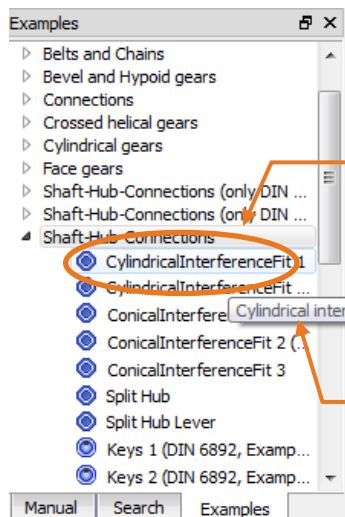 Examples
Belts and Chains
Bevel and Hypoid gears
Connections
Crossed helical gears
Cylindrical gears
Face gears
Shaft-Hub-Connections (only DIN ...
Shaft-Hub-Connections (only DIN ...
Shaft-Hub-Connections
CylindricalInterferenceFit 1
CylindricalInterferenceFit ...
ConicalInterfere
Cylindrical inter
ConicalInterferenceFit 2 (...
ConicalInterferenceFit 3
Split Hub
Split Hub Lever
Keys 1 (DIN 6892, Examp...
Keys 2 (DIN 6892, Examp...
Manual Search Examples